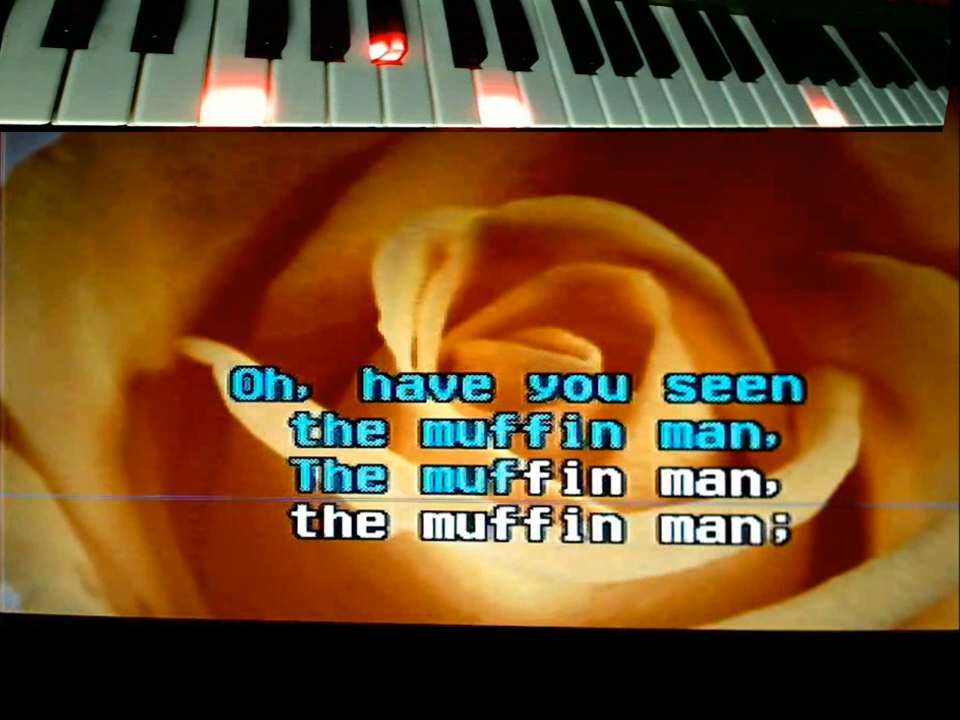 Oh, have you seen
the muffin man,
The muffin man,
the muffin man;